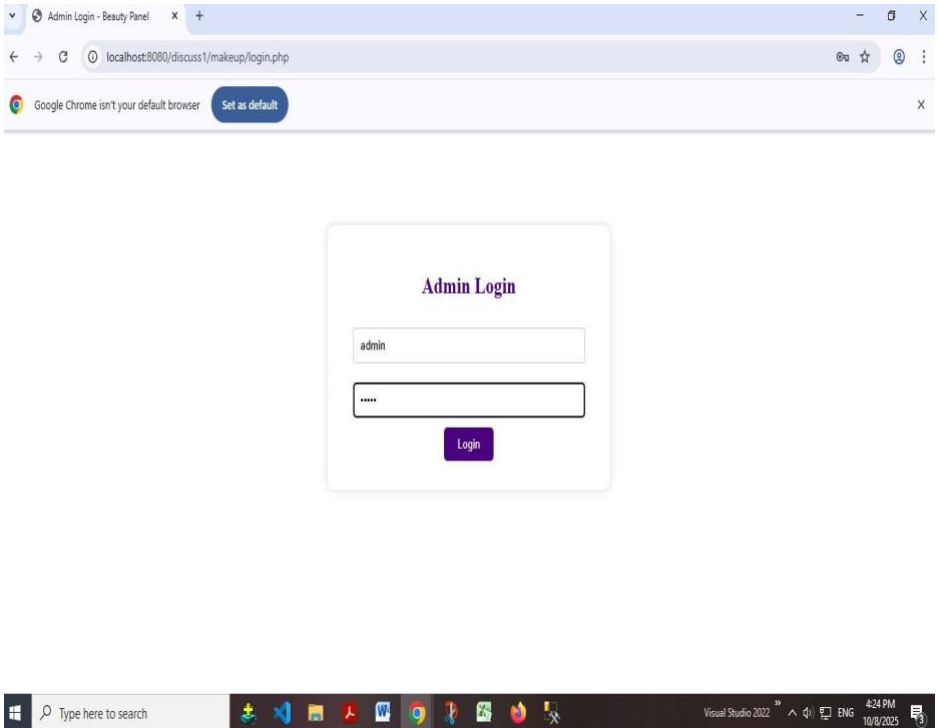 Admin Login - Beauty Panel
localhost:8080/discuss1/makeup/login.php
Google Chrome isn't your default browser Set as default
Admin Login
admin
•••••
Login
Type here to search
Visual Studio 2022 » ENG 4:24 PM
10/8/2025 3